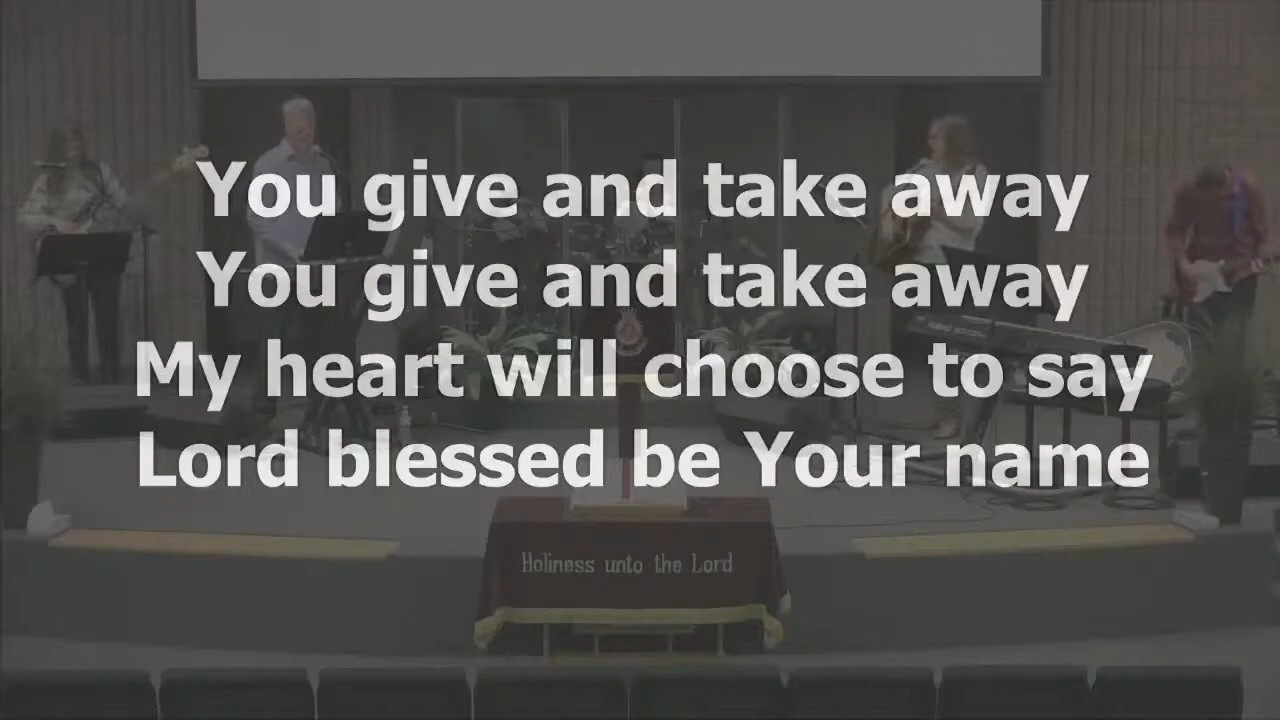 You give and take away
You give and take away
My heart will choose to say
Lord blessed be Your name
Holiness unto the Lord